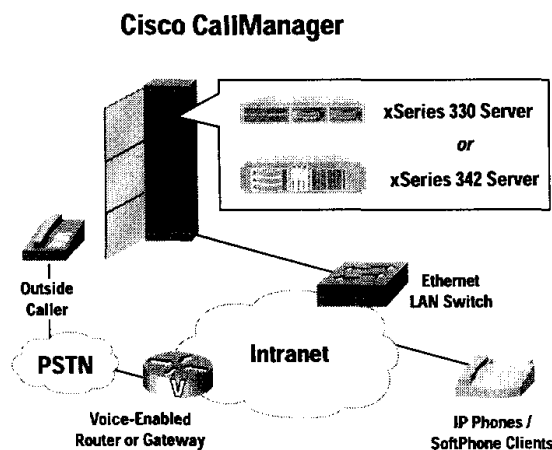 Cisco CallManager
xSeries 330 Server
or
xSeries 342 Server
Outside
Caller
Ethernet
LAN Switch
PSTN
Intranet
V
Voice-Enabled
Router or Gateway
IP Phones /
SoftPhone Clients